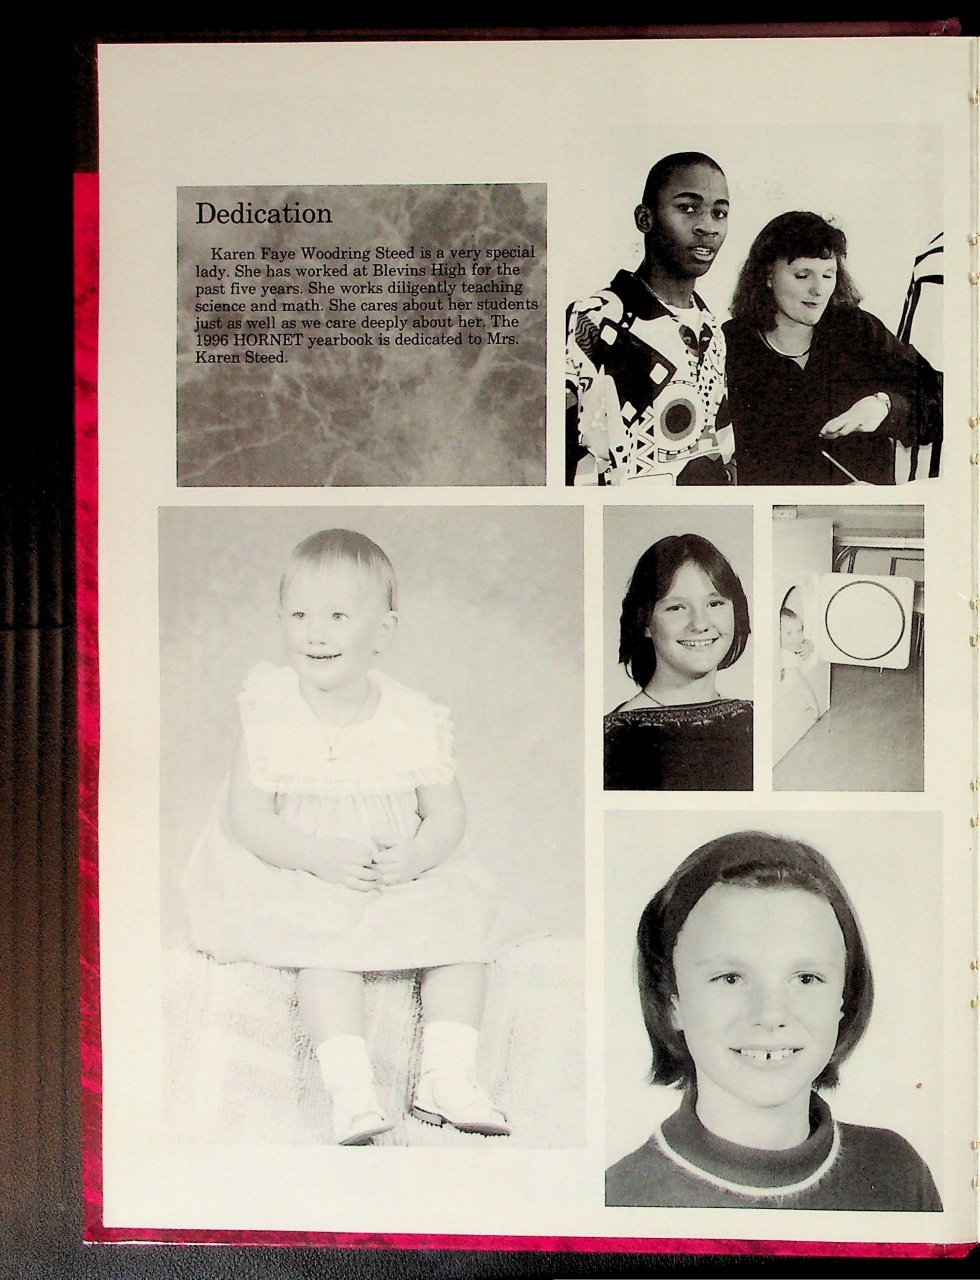 Dedication
Karen Faye Woodring Steed is a very special
lady. She has worked at Blevins High for the
past five years. She works diligently teaching
science and math. She cares about her students
just as well as we care deeply about her. The
1996 HORNET yearbook is dedicated to Mrs.
Karen Steed.